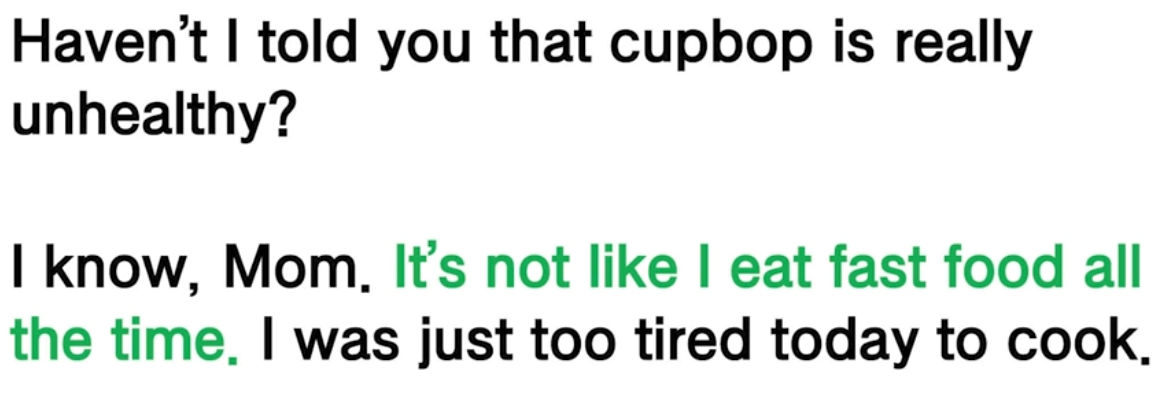 Haven’t I told you that cupbop is really
unhealthy?
I know, Mom. It’s not like I eat fast food all
the time. I was just too tired today to cook.